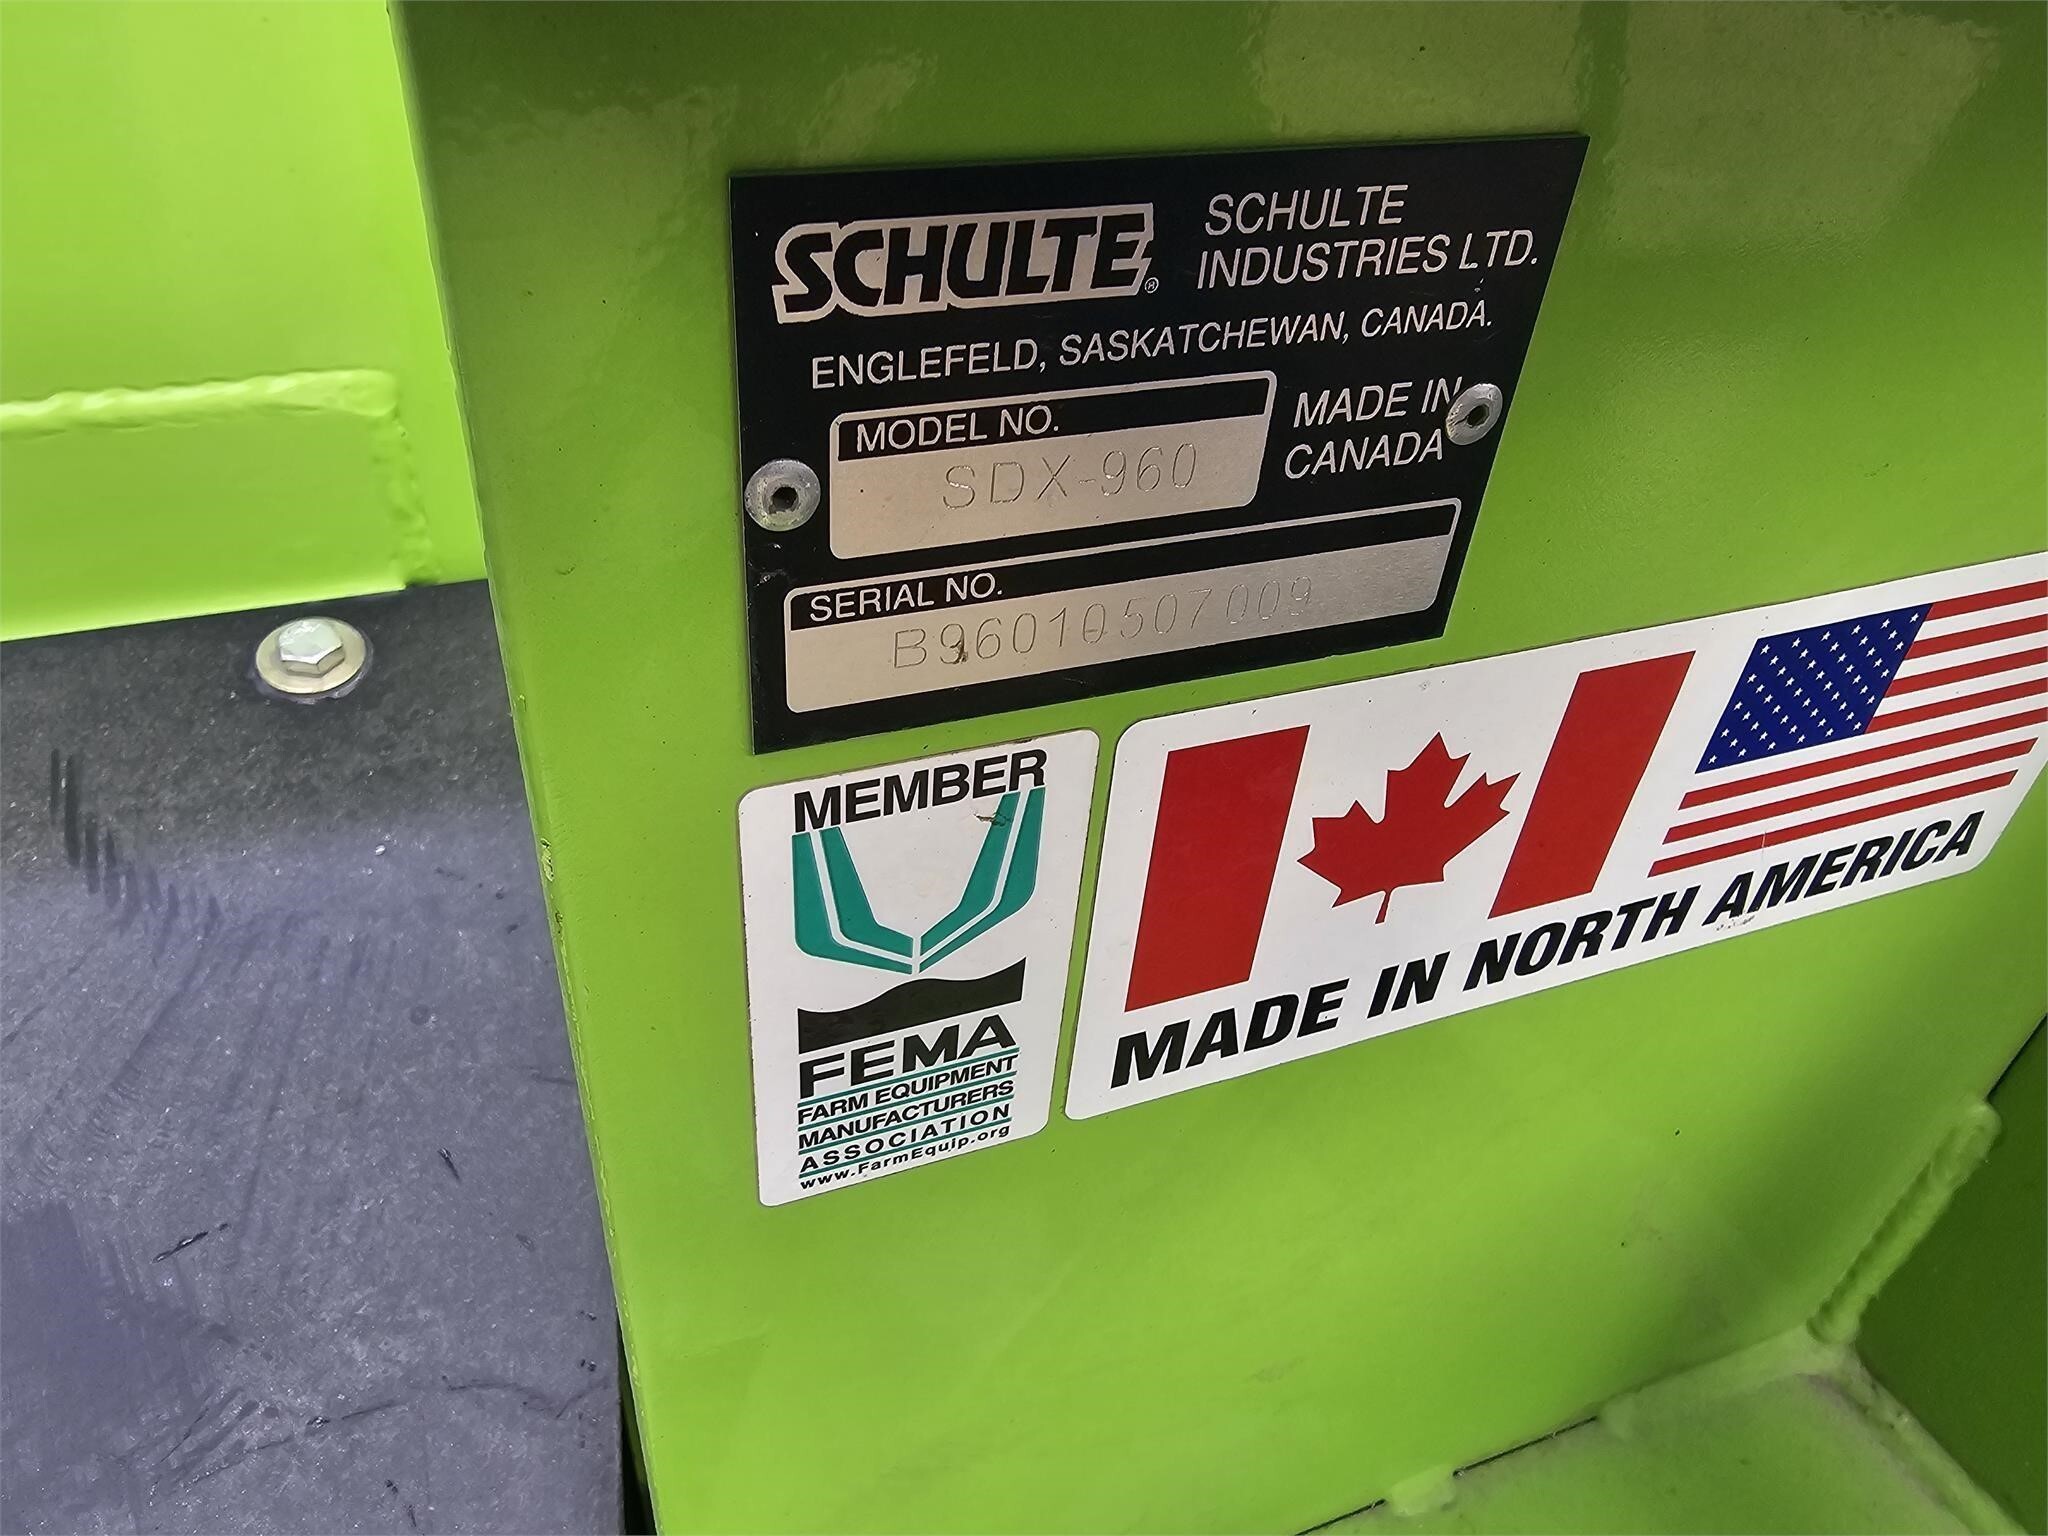 SCHULTE®
SCHULTE
INDUSTRIES LTD.
ENGLEFELD, SASKATCHEWAN, CANADA.
MODEL NO.
SDX-960
MADE IN
CANADA
SERIAL NO.
B96010507009
MEMBER
FEMA
FARM EQUIPMENT
MANUFACTURERS
ASSOCIATION
www.FarmEquip.org
MADE IN NORTH AMERICA